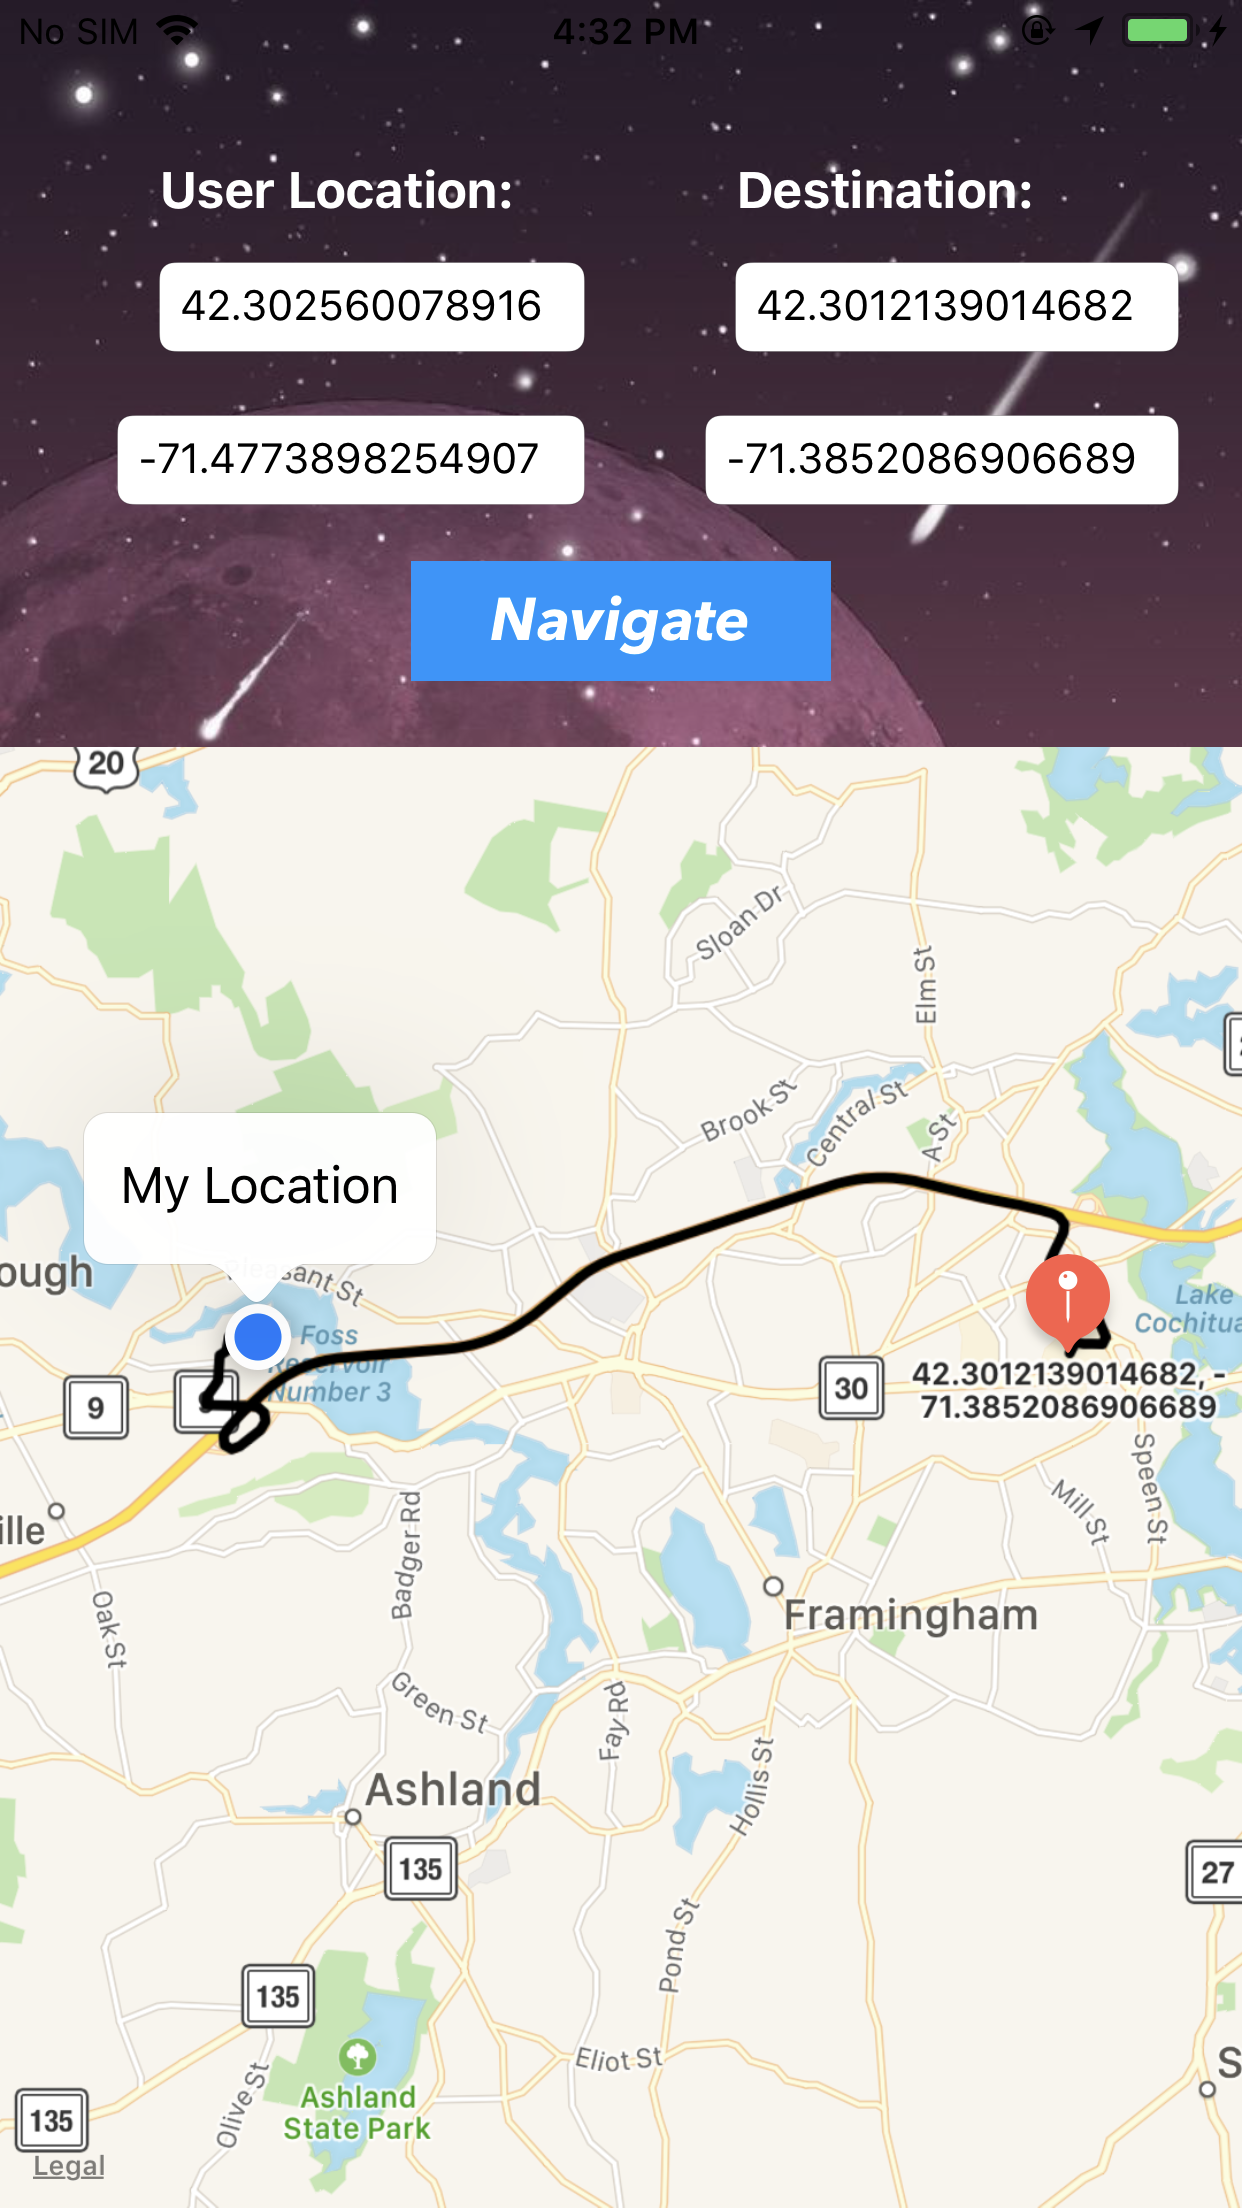 No SIM 4:32 PM
User Location: Destination:
42.302560078916 42.3012139014682
-71.4773898254907 -71.3852086906689
Navigate
20
Sloan Dr
Elm St
Brook St
Central St
A St
My Location
ough
Pleasant St
Lake
Cochitua
Foss
Reservoir
Number 3
9
30
42.3012139014682, -
71.3852086906689
Speen St
Mill St
ille
Badger Rd
Oak St
Framingham
Green St
Fay Rd
Hollis St
Ashland
135
27
Pond St
135
Eliot St
S
Olive St
Ashland
State Park
135
Legal